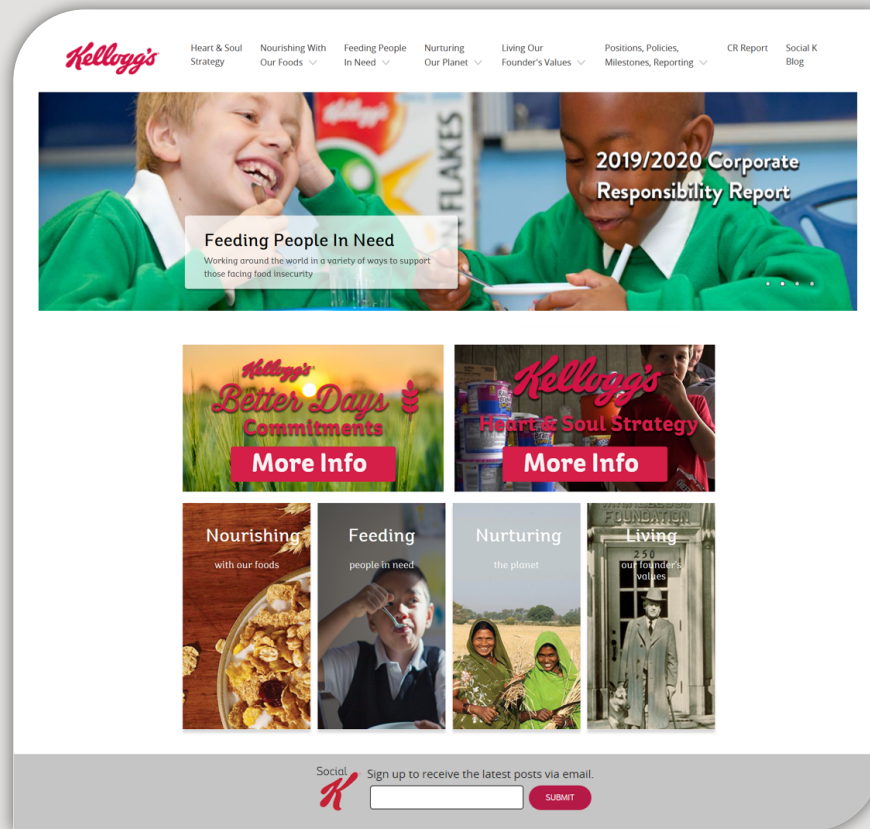 Kellogg's
Heart & Soul
Strategy
Nourishing With
Our Foods
Feeding People
In Need
Nurturing
Our Planet
Living Our
Founder's Values
Positions, Policies,
Milestones, Reporting
CR Report
Social K
Blog
Kellogg's
FLAKES
2019/2020 Corporate
Responsibility Report
Feeding People In Need
Working around the world in a variety of ways to support
those facing food insecurity
Kellogg's
Better Days
Commitments
More Info
Kellogg's
Heart & Soul Strategy
More Info
Nourishing
with our foods
Feeding
people in need
Nurturing
the planet
FOUNDATION
250
Living
our founder's
values
Social
K
Sign up to receive the latest posts via email.
SUBMIT